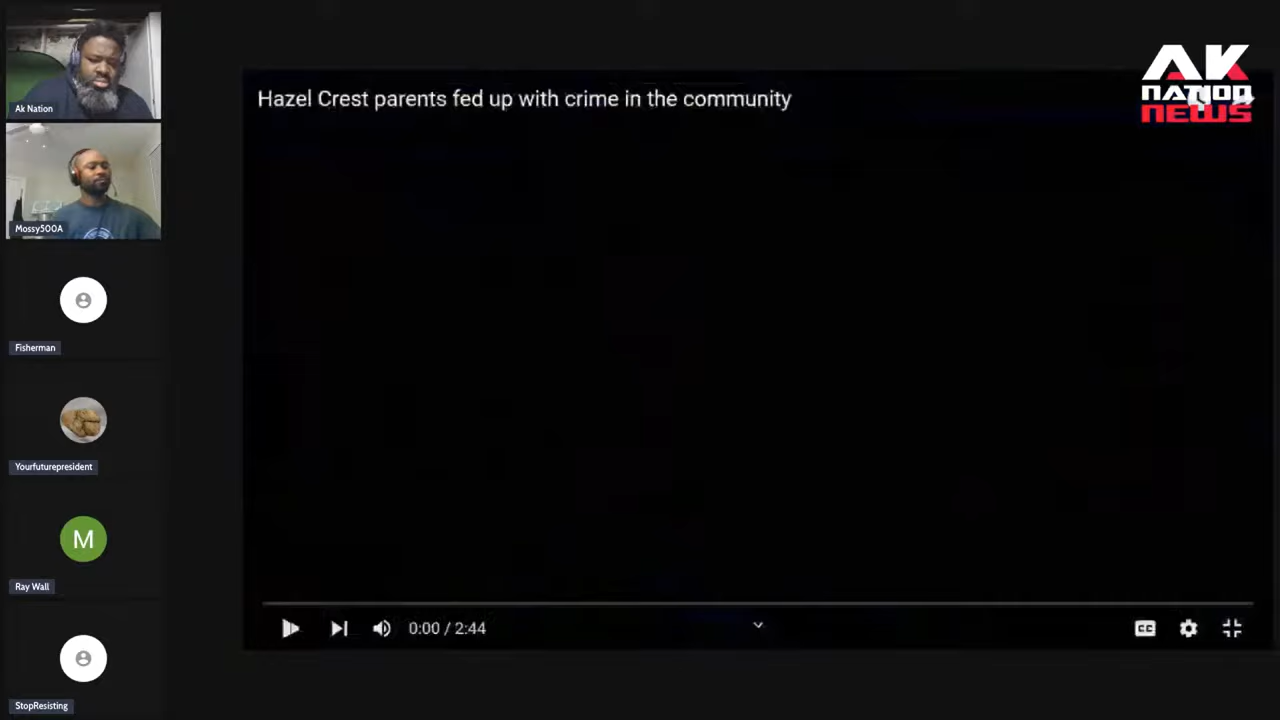 Ak Nation
Mossy500A
Fisherman
Yourfuturepresident
M
Ray Wall
StopResisting
Hazel Crest parents fed up with crime in the community
AK
NATION
NEWS
0:00 / 2:44
CC